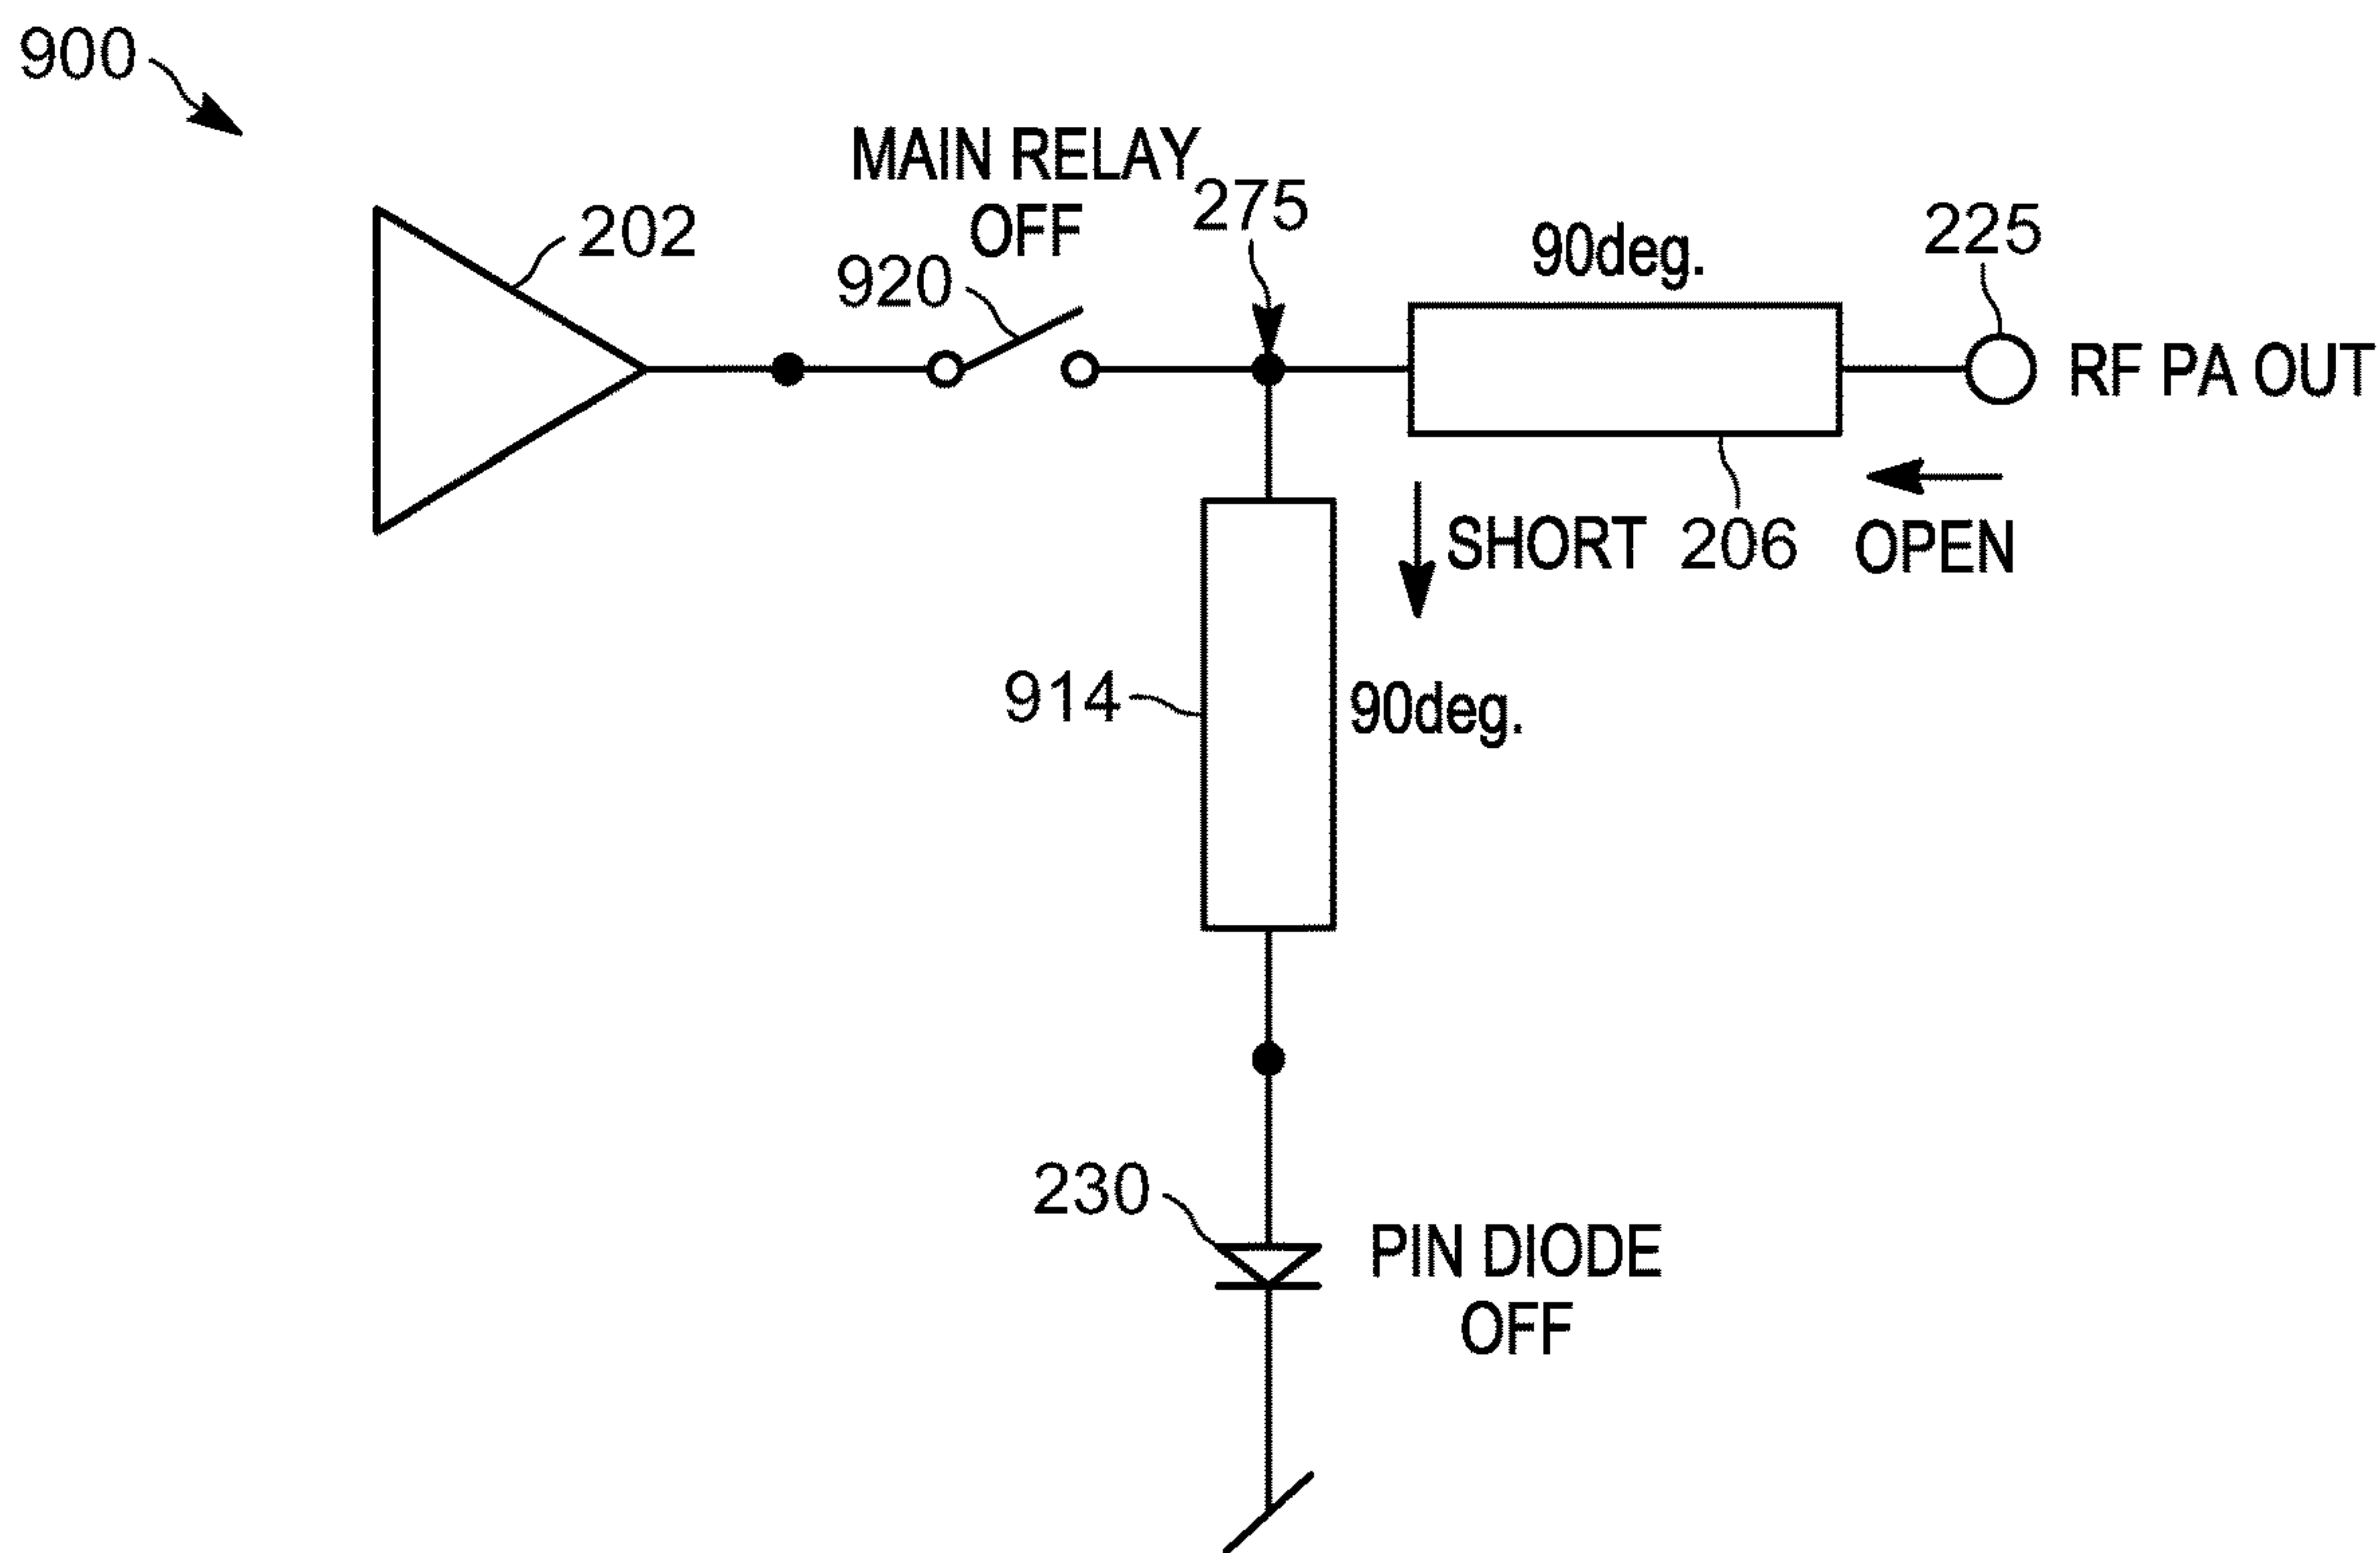 900
MAIN RELAY
OFF
275
202
920
90deg.
225
RF PA OUT
SHORT
206
OPEN
914
90deg.
230
PIN DIODE
OFF